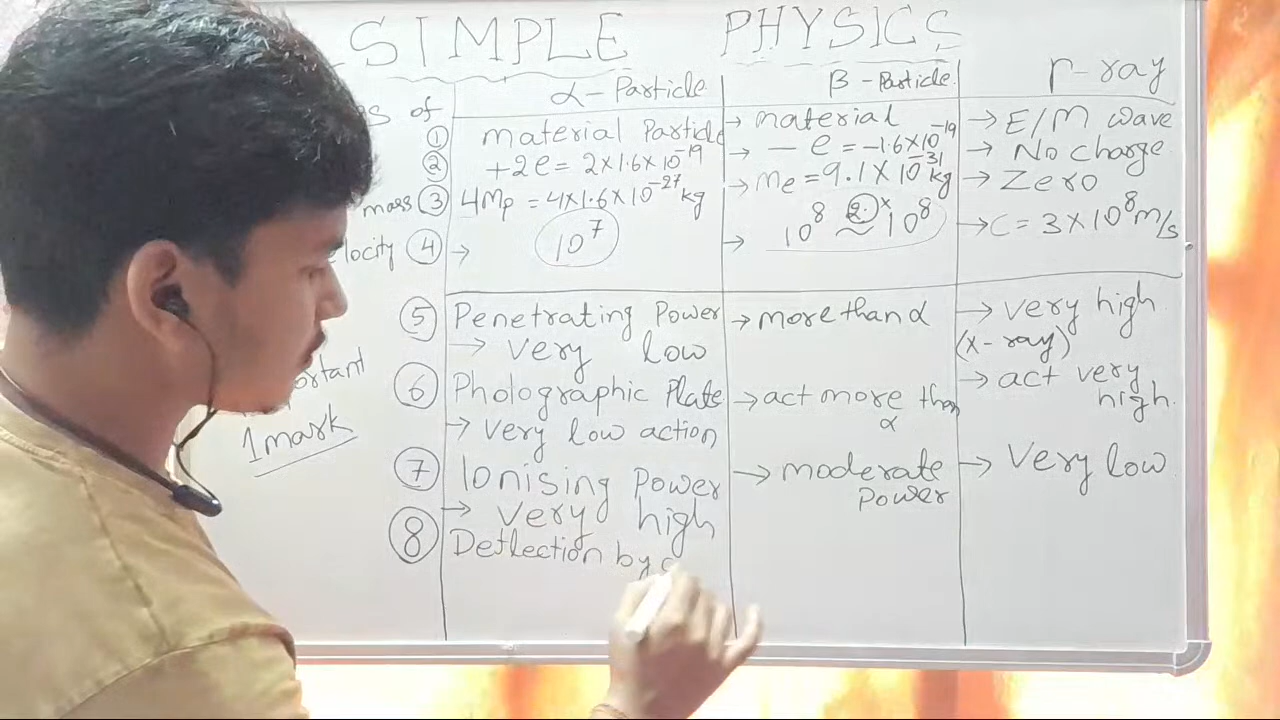 SIMPLE PHYSICS
of α-Particle β-Particle. r-ray
① material Particle → material → E/M wave
② +2e = 2×1.6×10⁻¹⁹ → -e = -1.6×10⁻¹⁹ → No charge
mass ③ 4Mp = 4×1.6×10⁻²⁷ kg → me = 9.1×10⁻³¹ kg → Zero
locity ④ → 10⁷ → 10⁸ ~ 10⁸ → C = 3×10⁸ m/s
⑤ Penetrating Power → more than α → very high
→ very low (x-ray)
ortant ⑥ Photographic Plate → act more than α → act very high.
→ very low action
1 mark
⑦ Ionising Power → moderate Power → Very low
→ very high
⑧ Deflection by